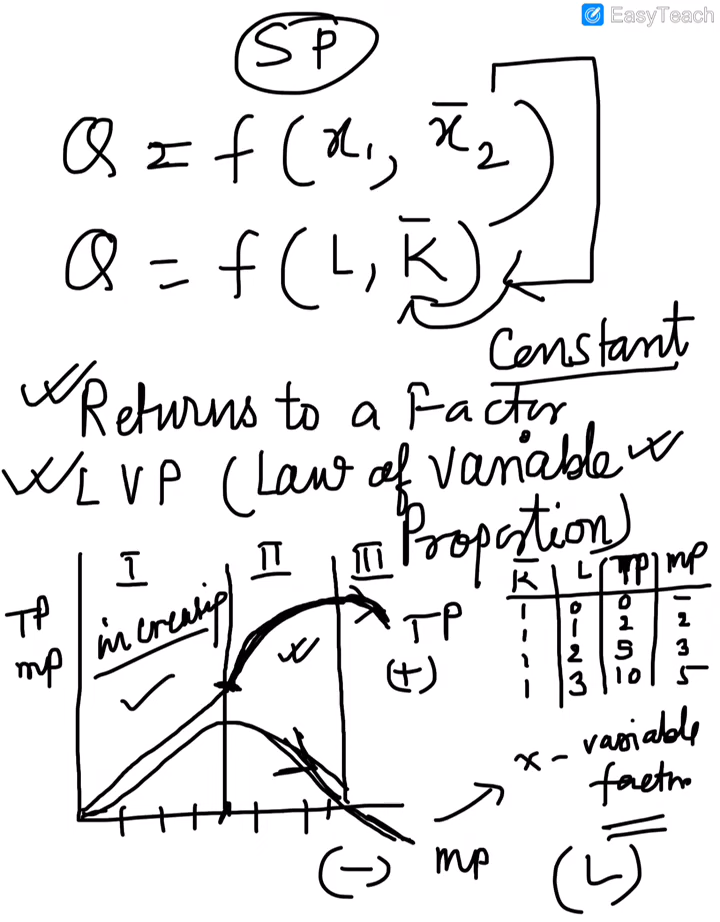 EasyTeach
SP
Q = f(x₁, x̄₂)
Q = f(L, K̄)
Constant
Returns to a Factor
LVP (Law of Variable
Proportion)
I II III
TP
MP
increasing
TP
(+)
K̄ L TP MP
1 0 0 –
1 1 2 2
1 2 5 3
1 3 10 5
x - variable
factor
(L)
(-) MP